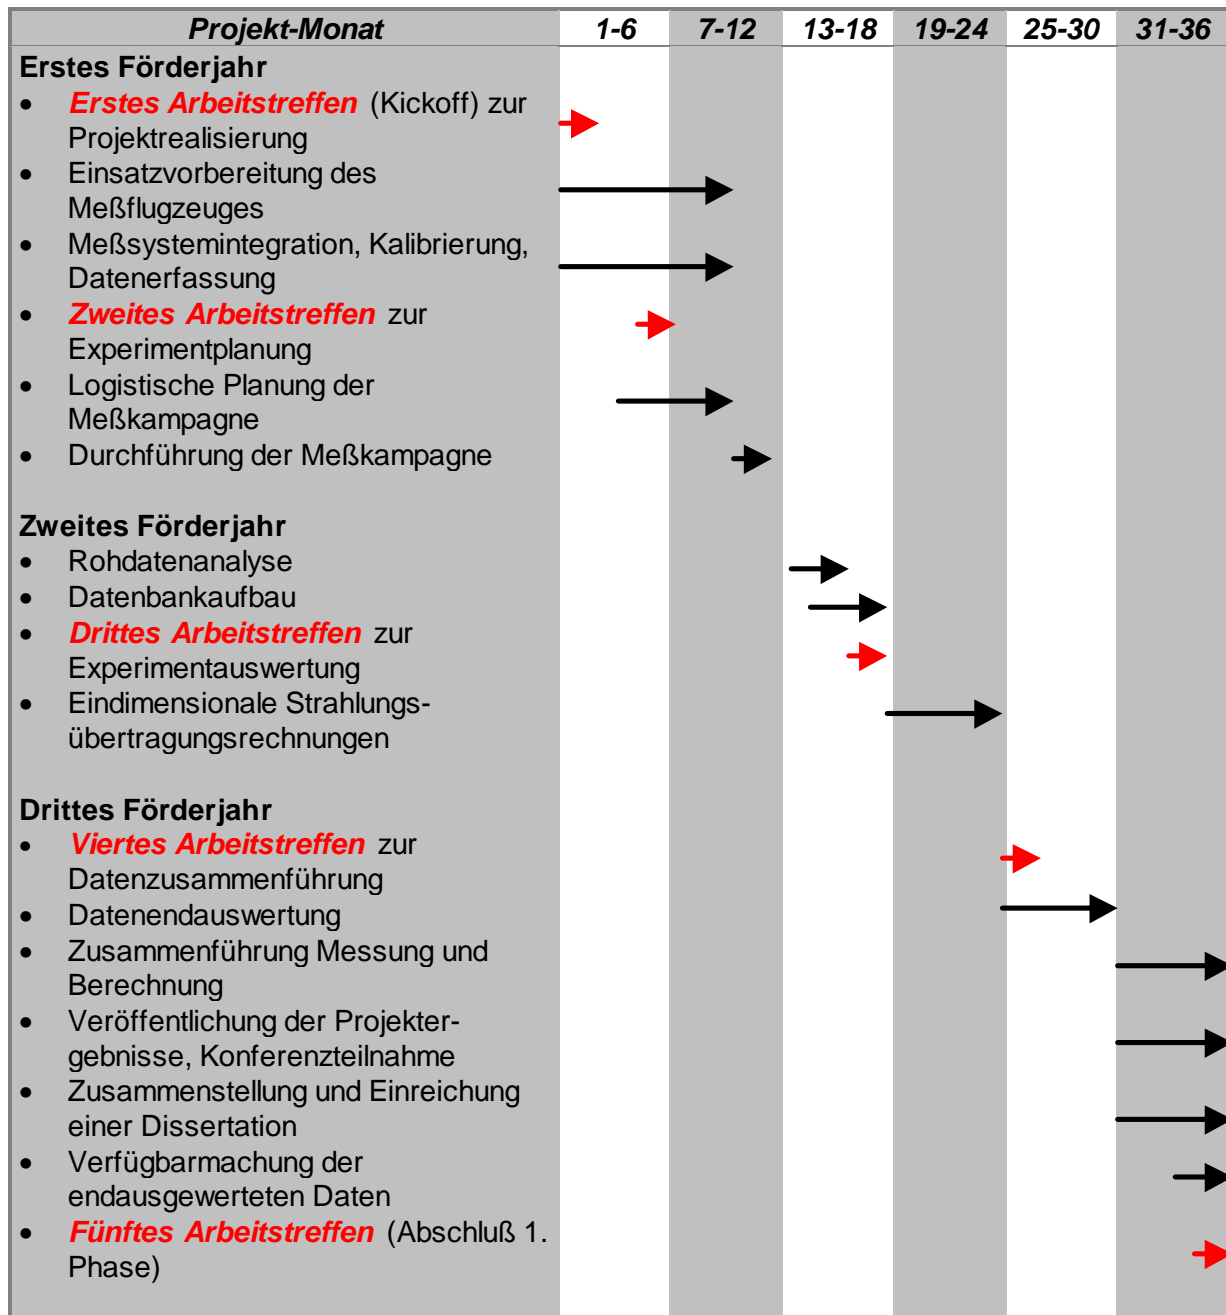 Projekt-Monat 1-6 7-12 13-18 19-24 25-30 31-36
Erstes Förderjahr
• Erstes Arbeitstreffen (Kickoff) zur
Projektrealisierung
• Einsatzvorbereitung des
Meßflugzeuges
• Meßsystemintegration, Kalibrierung,
Datenerfassung
• Zweites Arbeitstreffen zur
Experimentplanung
• Logistische Planung der
Meßkampagne
• Durchführung der Meßkampagne
Zweites Förderjahr
• Rohdatenanalyse
• Datenbankaufbau
• Drittes Arbeitstreffen zur
Experimentauswertung
• Eindimensionale Strahlungs-
übertragungsrechnungen
Drittes Förderjahr
• Viertes Arbeitstreffen zur
Datenzusammenführung
• Datenendauswertung
• Zusammenführung Messung und
Berechnung
• Veröffentlichung der Projekter-
gebnisse, Konferenzteilnahme
• Zusammenstellung und Einreichung
einer Dissertation
• Verfügbarmachung der
endausgewerteten Daten
• Fünftes Arbeitstreffen (Abschluß 1.
Phase)